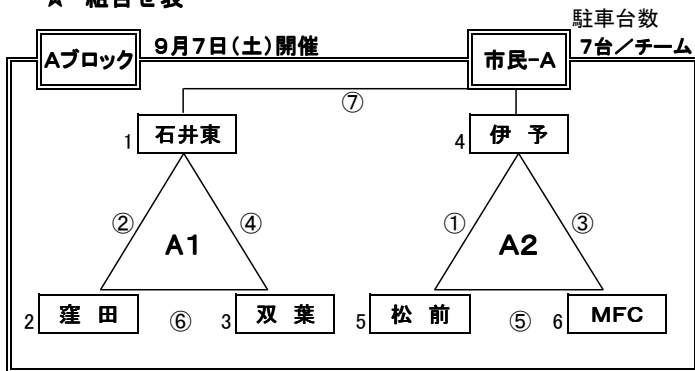 ★ 組合せ表
駐車台数
Aブロック 9月7日(土)開催 市民-A 7台/チーム
⑦
1 石井東 4 伊 予
② ④ ① ③
A1 A2
2 窪 田 ⑥ 3 双 葉 5 松 前 ⑤ 6 MFC